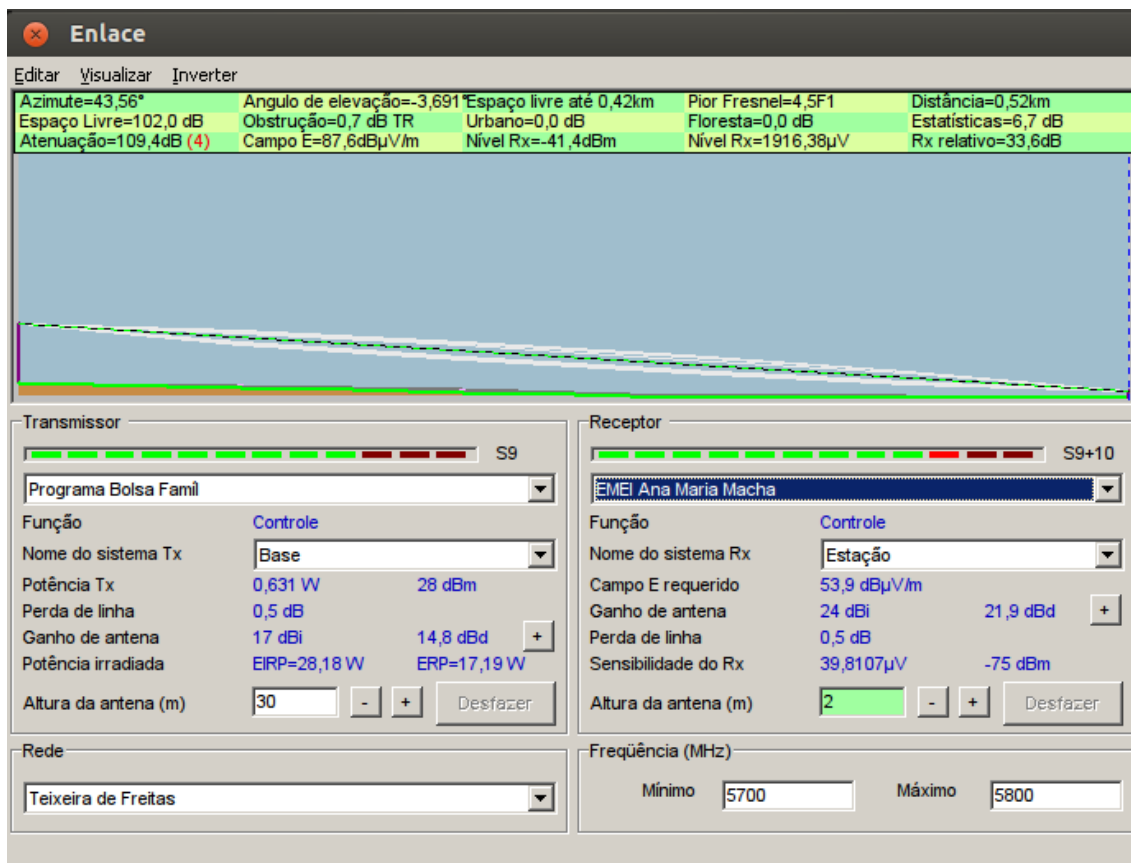 Enlace
Editar Visualizar Inverter
Azimute=43,56° Angulo de elevação=-3,691° Espaço livre até 0,42km Pior Fresnel=4,5F1 Distância=0,52km
Espaço Livre=102,0 dB Obstrução=0,7 dB TR Urbano=0,0 dB Floresta=0,0 dB Estatísticas=6,7 dB
Atenuação=109,4dB (4) Campo E=87,6dBμV/m Nível Rx=-41,4dBm Nível Rx=1916,38μV Rx relativo=33,6dB
Transmissor
S9
Programa Bolsa Famíl
Função Controle
Nome do sistema Tx Base
Potência Tx 0,631 W 28 dBm
Perda de linha 0,5 dB
Ganho de antena 17 dBi 14,8 dBd +
Potência irradiada EIRP=28,18 W ERP=17,19 W
Altura da antena (m) 30 - + Desfazer
Receptor
S9+10
EMEI Ana Maria Macha
Função Controle
Nome do sistema Rx Estação
Campo E requerido 53,9 dBμV/m
Ganho de antena 24 dBi 21,9 dBd +
Perda de linha 0,5 dB
Sensibilidade do Rx 39,8107μV -75 dBm
Altura da antena (m) 2 - + Desfazer
Rede
Teixeira de Freitas
Freqüência (MHz)
Mínimo 5700 Máximo 5800